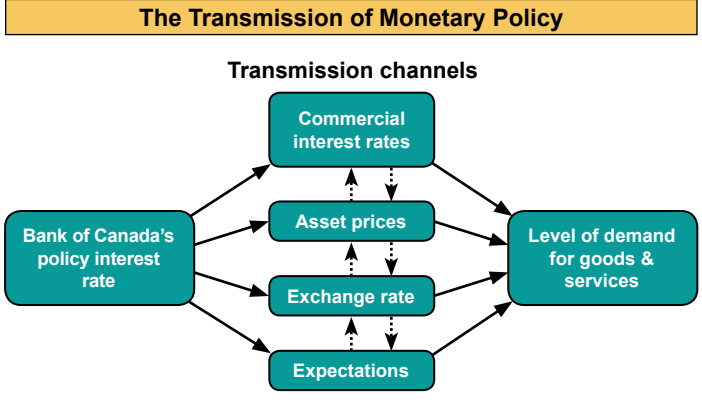 The Transmission of Monetary Policy
Transmission channels
Commercial
interest rates
Bank of Canada's
policy interest
rate
Asset prices
Exchange rate
Expectations
Level of demand
for goods &
services